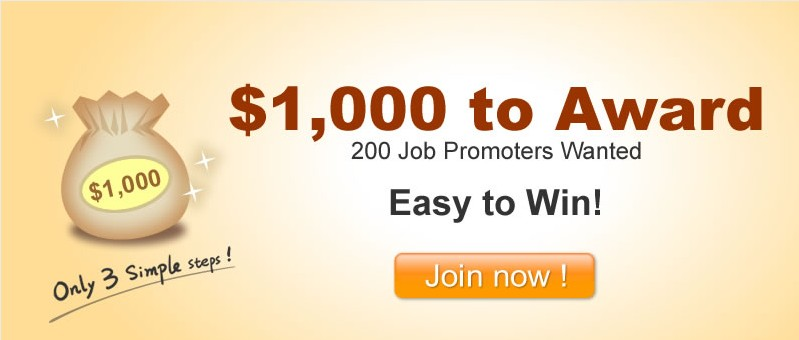 $1,000 to Award
200 Job Promoters Wanted
$1,000
Easy to Win!
Only 3 Simple steps !
Join now !